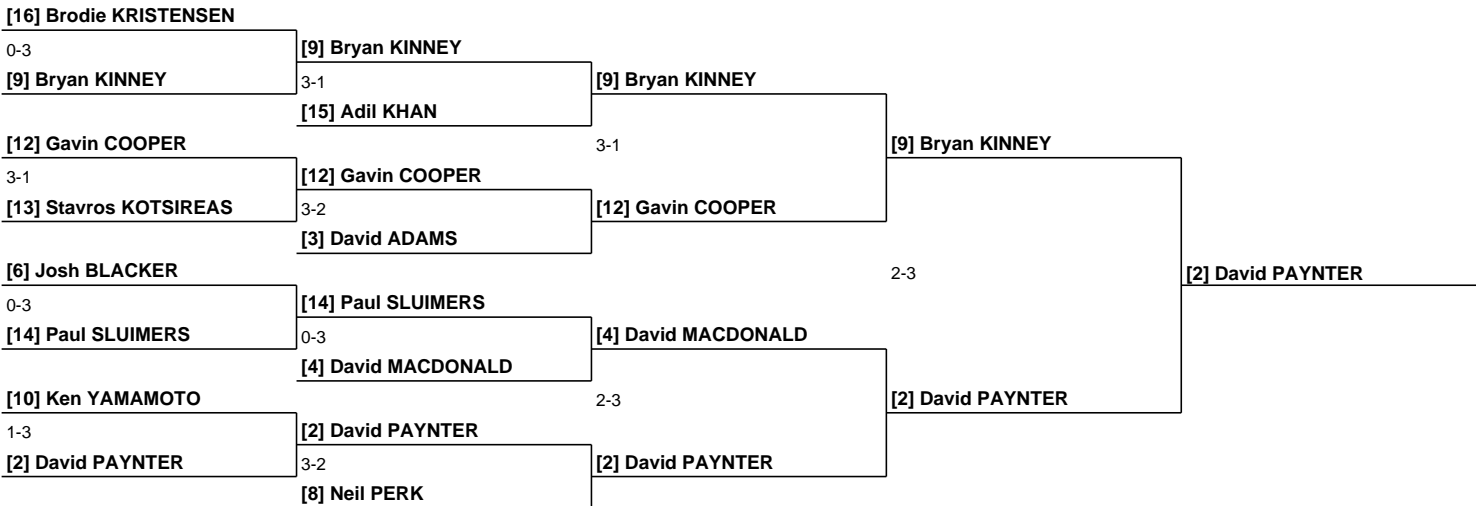 [16] Brodie KRISTENSEN
0-3
[9] Bryan KINNEY
[9] Bryan KINNEY
3-1
[9] Bryan KINNEY
[15] Adil KHAN
[12] Gavin COOPER
3-1
[9] Bryan KINNEY
3-1
[12] Gavin COOPER
[13] Stavros KOTSIREAS
3-2
[12] Gavin COOPER
[3] David ADAMS
[6] Josh BLACKER
2-3
[2] David PAYNTER
0-3
[14] Paul SLUIMERS
[14] Paul SLUIMERS
0-3
[4] David MACDONALD
[4] David MACDONALD
[10] Ken YAMAMOTO
2-3
[2] David PAYNTER
1-3
[2] David PAYNTER
[2] David PAYNTER
3-2
[2] David PAYNTER
[8] Neil PERK